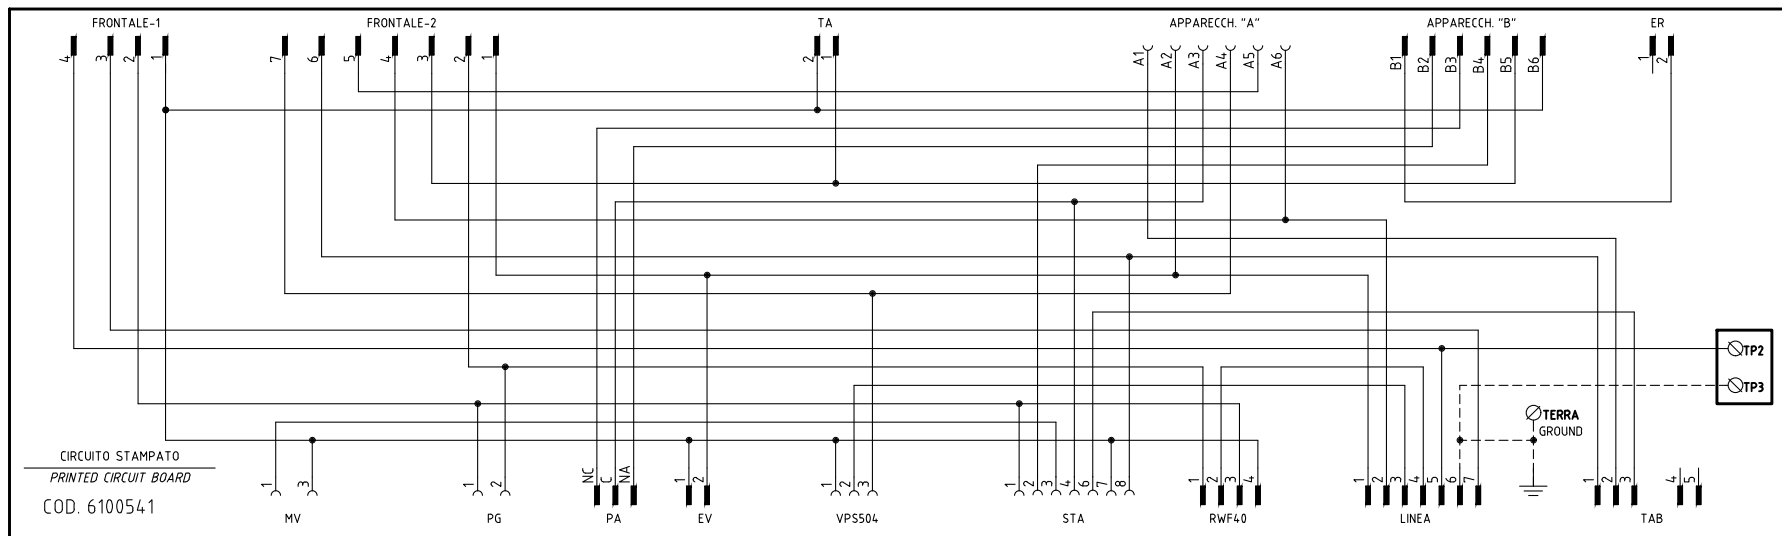 FRONTALE-1 FRONTALE-2 TA APPARECCH. "A" APPARECCH. "B" ER
4 3 2 1 7 6 5 4 3 2 1 2 1 A1 A2 A3 A4 A5 A6 B1 B2 B3 B4 B5 B6 1 2
TP2
TP3
TERRA
GROUND
CIRCUITO STAMPATO
PRINTED CIRCUIT BOARD
COD. 6100541
1 3 1 2 NC C NA 1 2 1 2 3 1 2 3 4 6 7 8 1 2 3 4 1 2 3 4 5 6 7 1 2 3 4 5
MV PG PA EV VPS504 STA RWF40 LINEA TAB